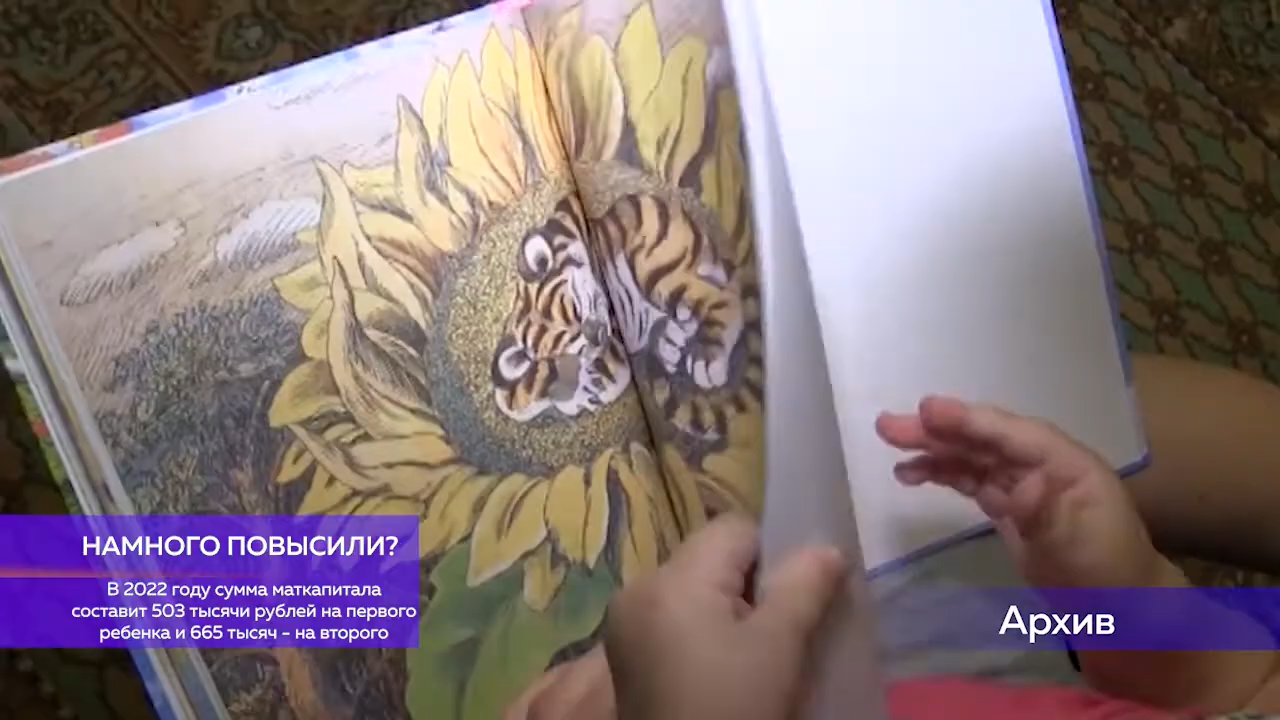 НАМНОГО ПОВЫСИЛИ?
В 2022 году сумма маткапитала
составит 503 тысячи рублей на первого
ребенка и 665 тысяч - на второго
Архив